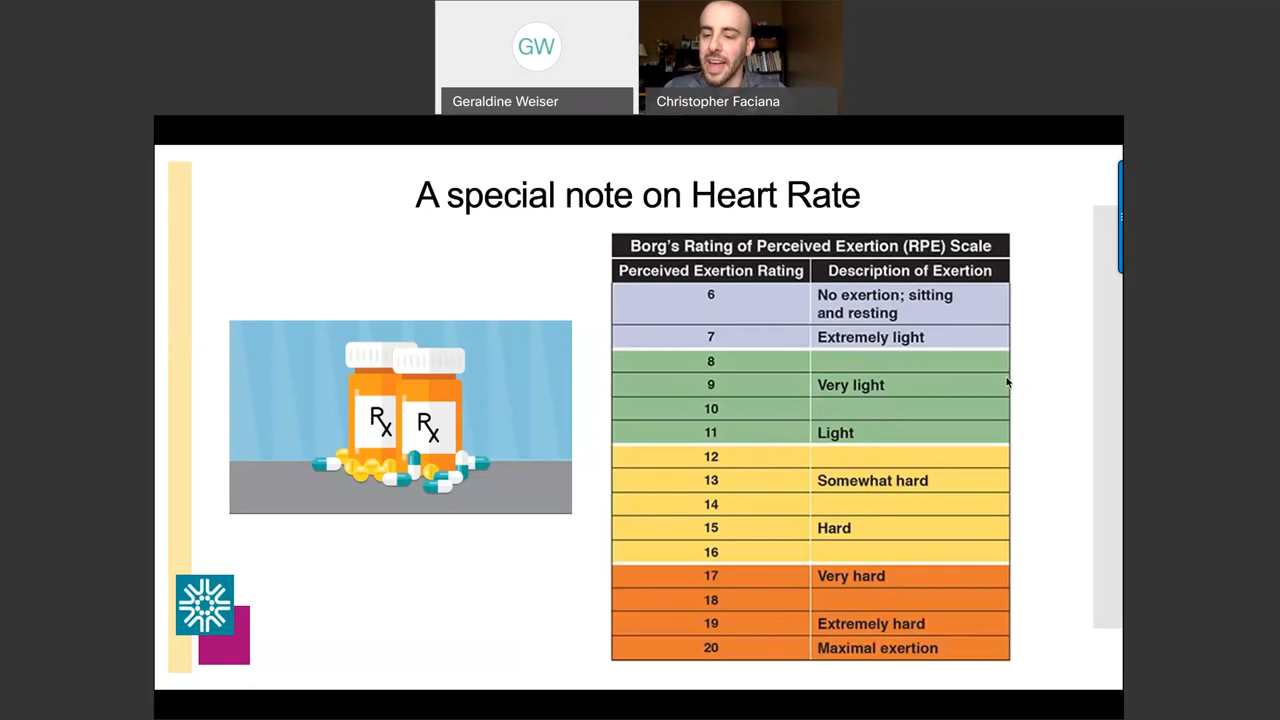 GW
Geraldine Weiser
Christopher Faciana
A special note on Heart Rate
Borg's Rating of Perceived Exertion (RPE) Scale
Perceived Exertion Rating Description of Exertion
6 No exertion; sitting
and resting
7 Extremely light
8
9 Very light
10
11 Light
12
13 Somewhat hard
14
15 Hard
16
17 Very hard
18
19 Extremely hard
20 Maximal exertion
Rx Rx